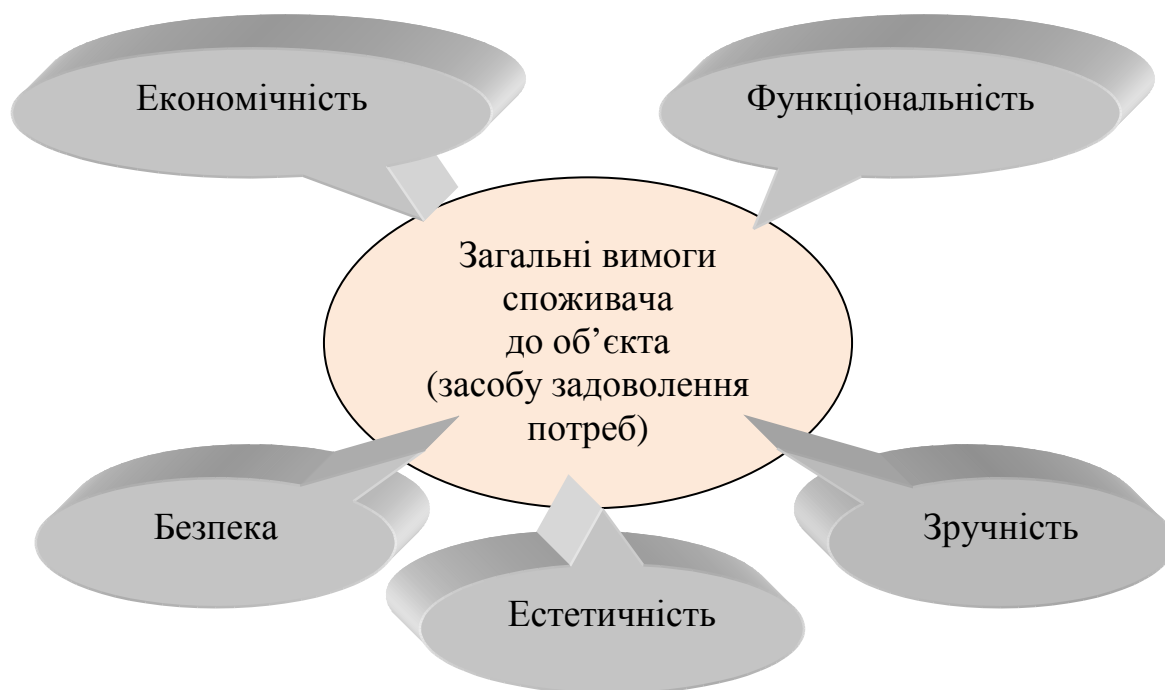 Економічність
Функціональність
Загальні вимоги
споживача
до об’єкта
(засобу задоволення
потреб)
Безпека
Зручність
Естетичність